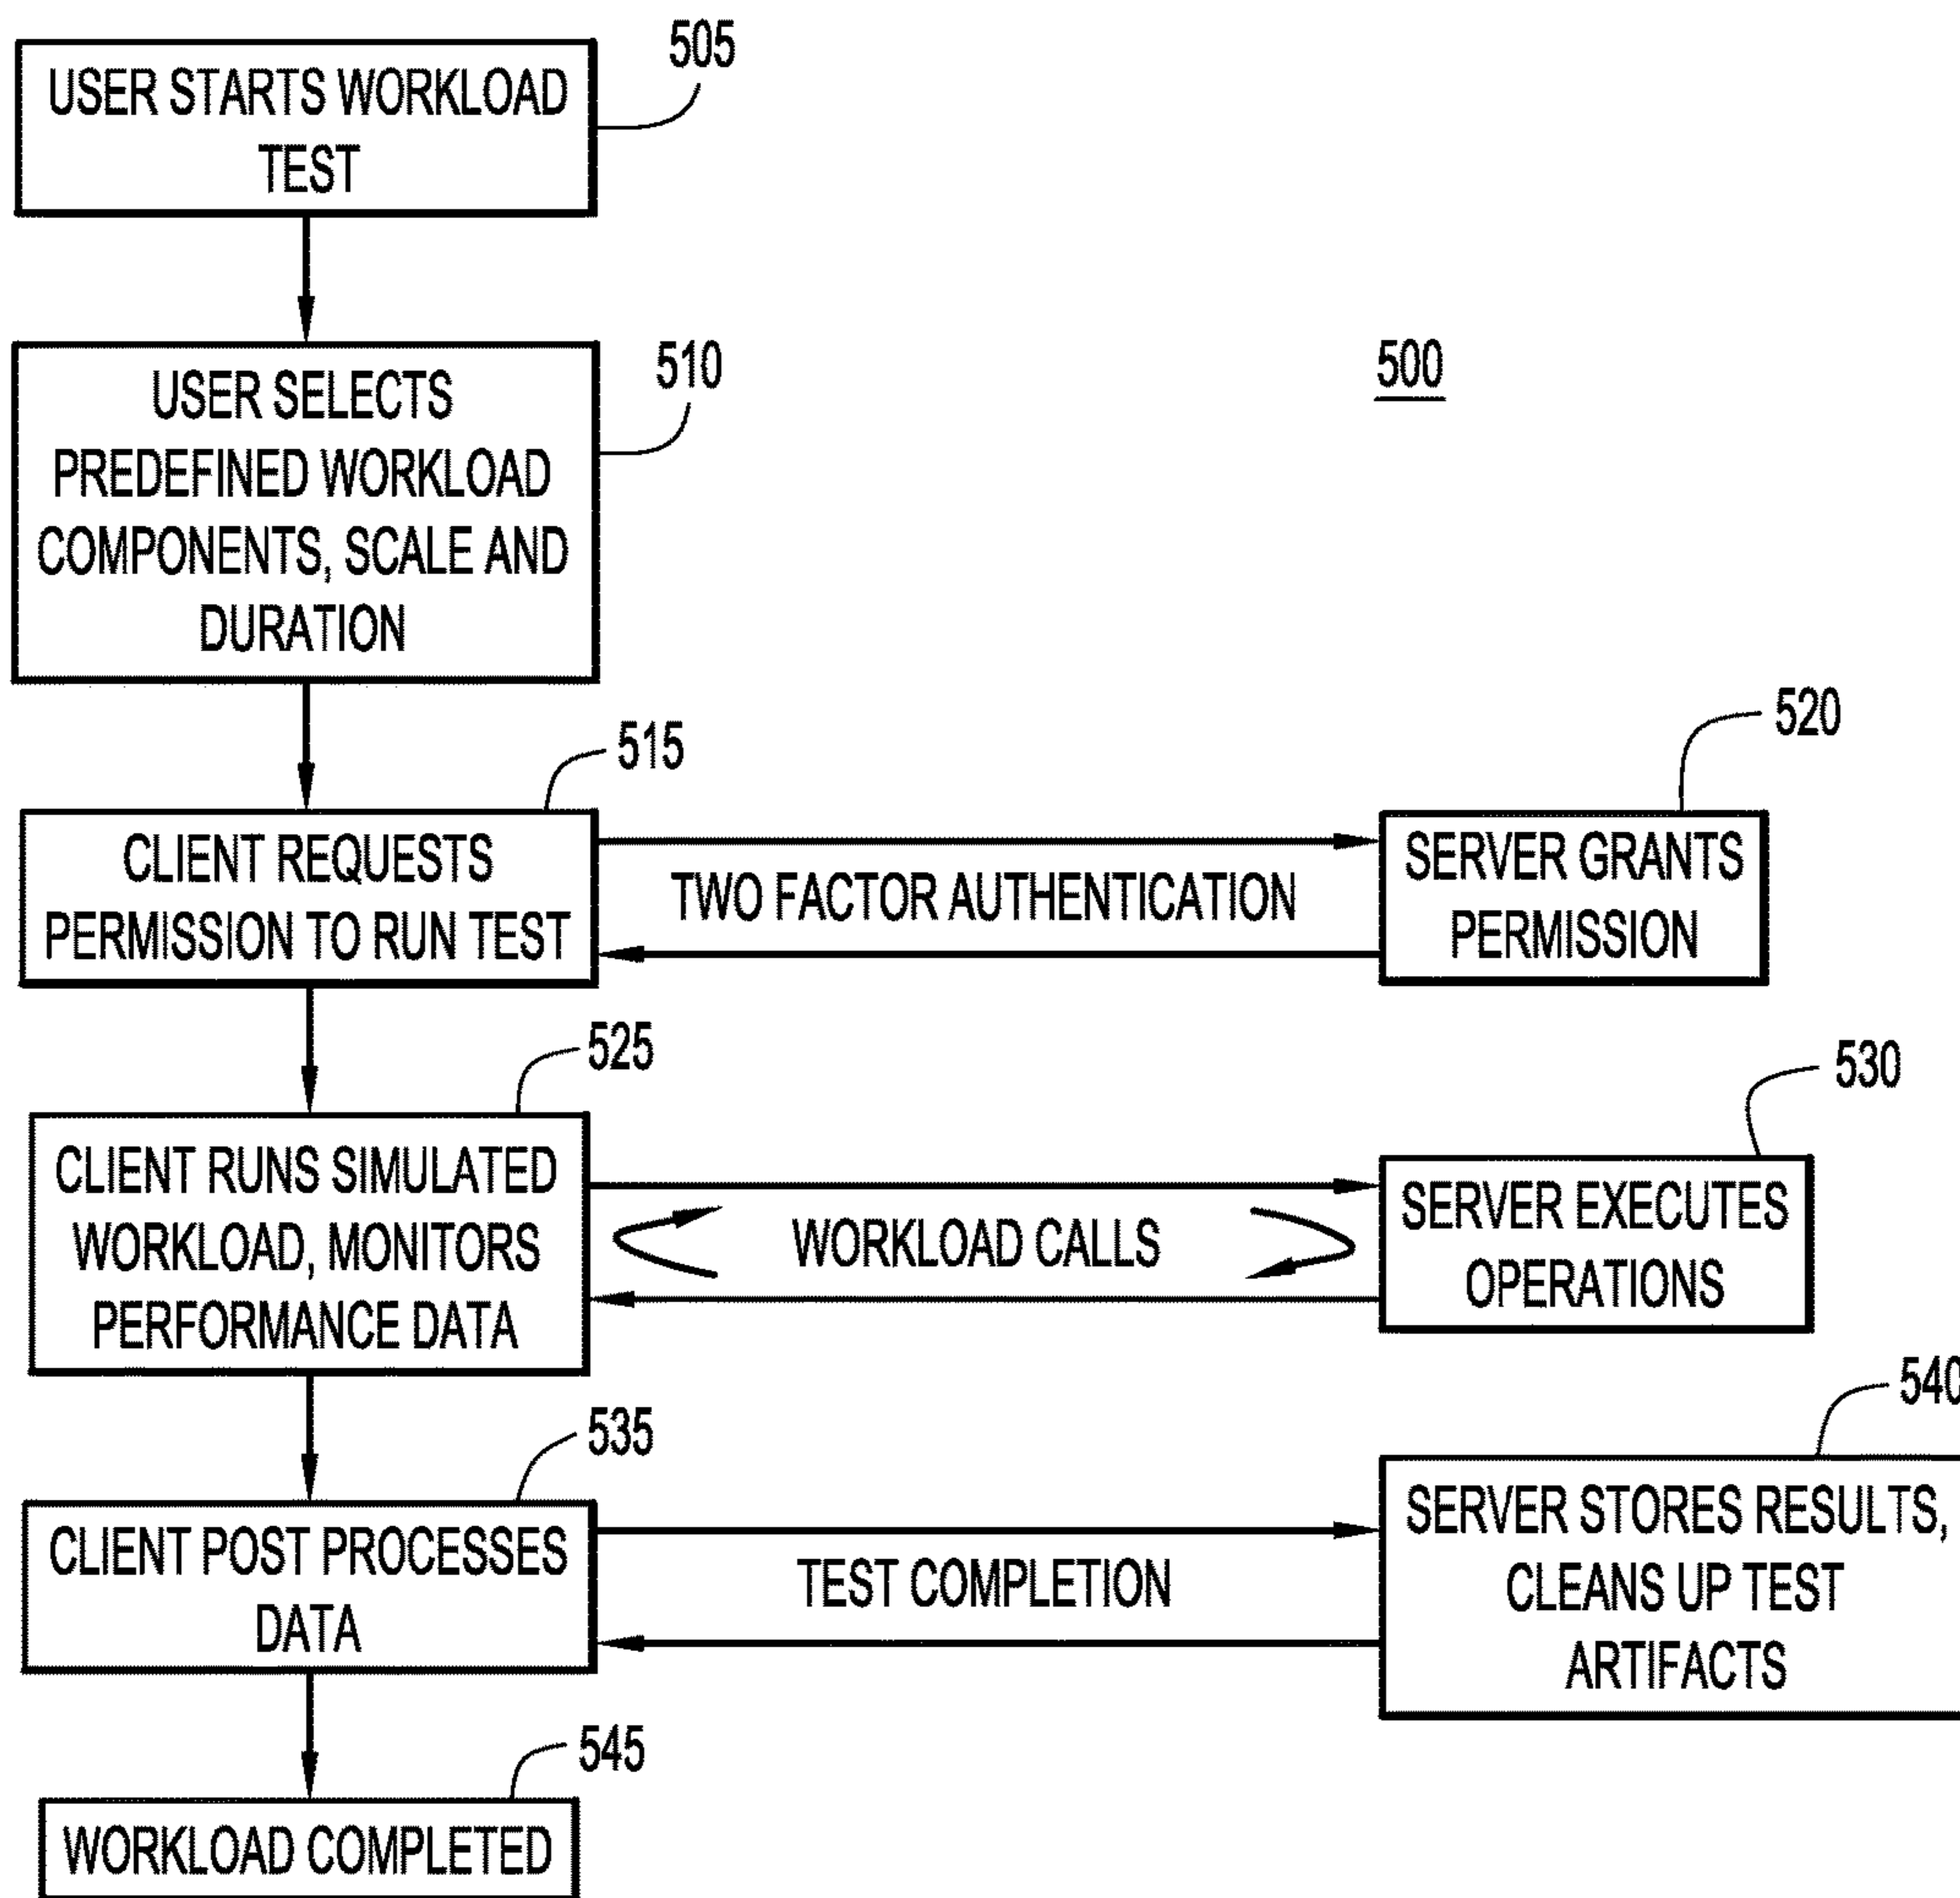 505
USER STARTS WORKLOAD
TEST
510
500
USER SELECTS
PREDEFINED WORKLOAD
COMPONENTS, SCALE AND
DURATION
515
520
CLIENT REQUESTS
PERMISSION TO RUN TEST
TWO FACTOR AUTHENTICATION
SERVER GRANTS
PERMISSION
525
530
CLIENT RUNS SIMULATED
WORKLOAD, MONITORS
PERFORMANCE DATA
WORKLOAD CALLS
SERVER EXECUTES
OPERATIONS
535
540
CLIENT POST PROCESSES
DATA
TEST COMPLETION
SERVER STORES RESULTS,
CLEANS UP TEST
ARTIFACTS
545
WORKLOAD COMPLETED